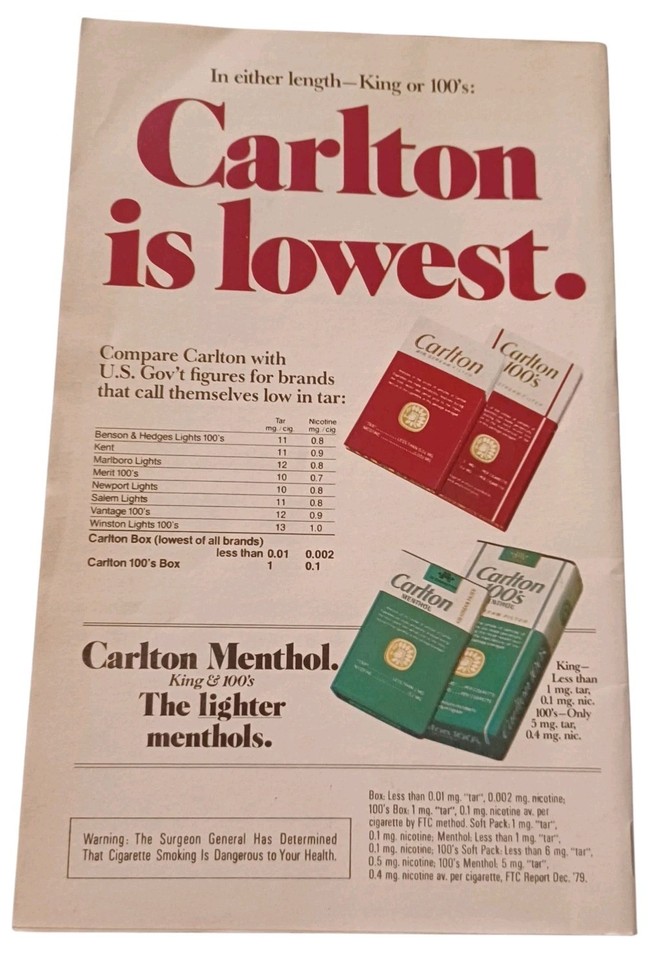 In either length—King or 100's:
Carlton
is lowest.
Compare Carlton with
U.S. Gov't figures for brands
that call themselves low in tar:
Tar Nicotine
mg./cig. mg./cig.
Benson & Hedges Lights 100's 11 0.8
Kent 11 0.9
Marlboro Lights 12 0.8
Merit 100's 10 0.7
Newport Lights 10 0.8
Salem Lights 11 0.8
Vantage 100's 12 0.9
Winston Lights 100's 13 1.0
Carlton Box (lowest of all brands)
less than 0.01 0.002
Carlton 100's Box 1 0.1
Carlton
Carlton
100's
Carlton
MENTHOL
Carlton
100's
MENTHOL
Carlton Menthol.
King & 100's
The lighter
menthols.
King—
Less than
1 mg. tar,
0.1 mg. nic.
100's—Only
5 mg. tar,
0.4 mg. nic.
Warning: The Surgeon General Has Determined
That Cigarette Smoking Is Dangerous to Your Health.
Box: Less than 0.01 mg. "tar", 0.002 mg. nicotine;
100's Box: 1 mg. "tar", 0.1 mg. nicotine av. per
cigarette by FTC method. Soft Pack: 1 mg. "tar",
0.1 mg. nicotine; Menthol: Less than 1 mg. "tar",
0.1 mg. nicotine; 100's Soft Pack: Less than 6 mg. "tar",
0.5 mg. nicotine; 100's Menthol: 5 mg. "tar",
0.4 mg. nicotine av. per cigarette, FTC Report Dec. '79.